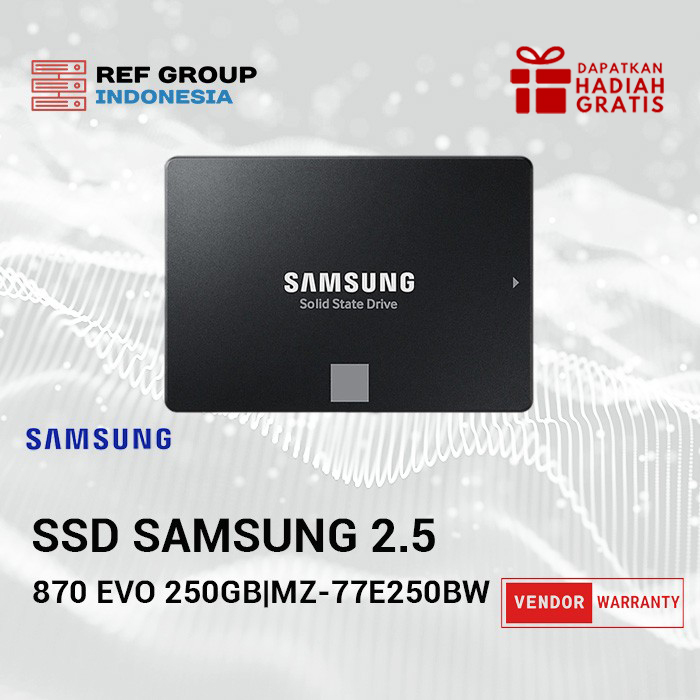 REF GROUP
INDONESIA
DAPATKAN
HADIAH
GRATIS
SAMSUNG
Solid State Drive
SAMSUNG
SSD SAMSUNG 2.5
870 EVO 250GB|MZ-77E250BW
VENDOR WARRANTY